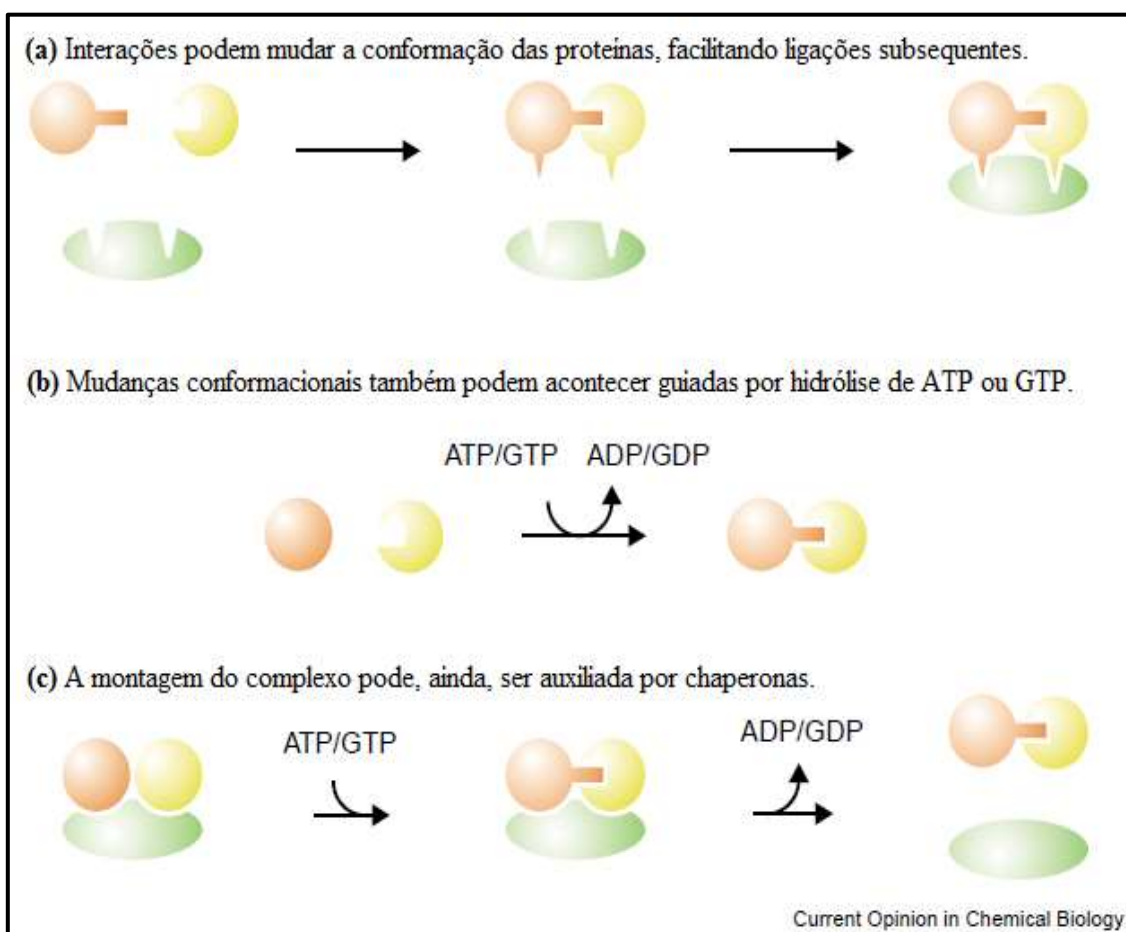 (a) Interações podem mudar a conformação das proteínas, facilitando ligações subsequentes.
(b) Mudanças conformacionais também podem acontecer guiadas por hidrólise de ATP ou GTP.
ATP/GTP ADP/GDP
(c) A montagem do complexo pode, ainda, ser auxiliada por chaperonas.
ATP/GTP
ADP/GDP
Current Opinion in Chemical Biology